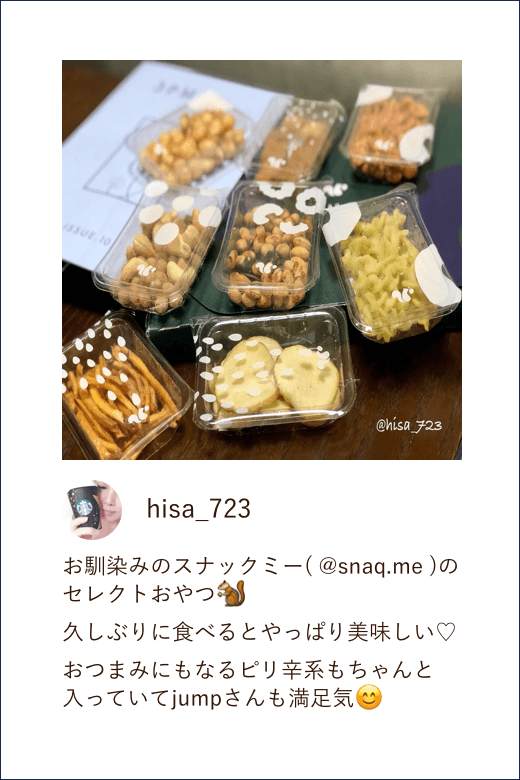 ISSUE.10
@hisa_723
hisa_723
お馴染みのスナックミー( @snaq.me )の
セレクトおやつ🐿️
久しぶりに食べるとやっぱり美味しい♡
おつまみにもなるピリ辛系もちゃんと
入っていてjumpさんも満足気😊